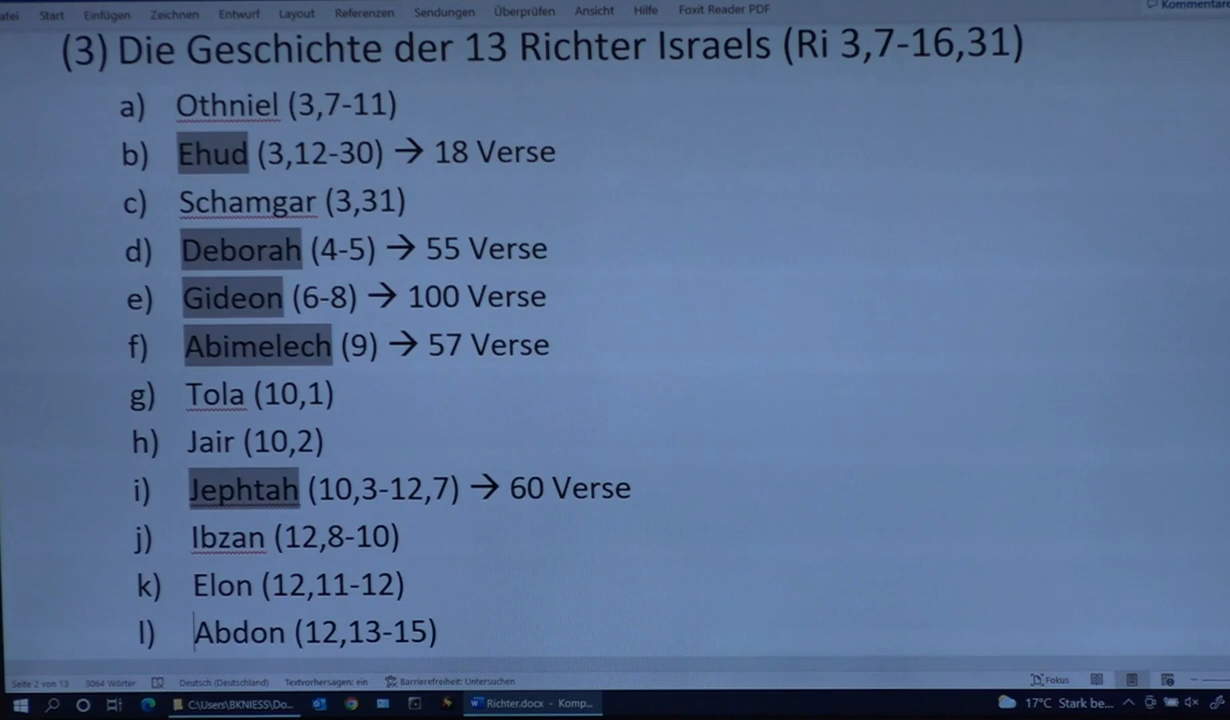 atei Start Einfügen Zeichnen Entwurf Layout Referenzen Sendungen Überprüfen Ansicht Hilfe Foxit Reader PDF Kommentare
(3) Die Geschichte der 13 Richter Israels (Ri 3,7-16,31)
a) Othniel (3,7-11)
b) Ehud (3,12-30) → 18 Verse
c) Schamgar (3,31)
d) Deborah (4-5) → 55 Verse
e) Gideon (6-8) → 100 Verse
f) Abimelech (9) → 57 Verse
g) Tola (10,1)
h) Jair (10,2)
i) Jephtah (10,3-12,7) → 60 Verse
j) Ibzan (12,8-10)
k) Elon (12,11-12)
l) Abdon (12,13-15)
Seite 2 von 13 3064 Wörter Deutsch (Deutschland) Textvorhersagen: ein Barrierefreiheit: Untersuchen Fokus
C:\Users\BKNIESS\Do... Richter.docx - Komp... 17°C Stark be...